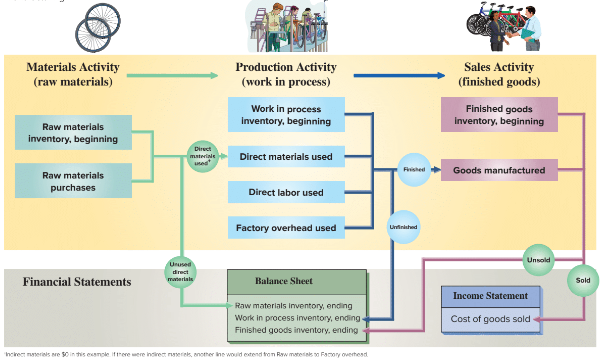 Materials Activity
(raw materials)
Production Activity
(work in process)
Sales Activity
(finished goods)
Raw materials
inventory, beginning
Raw materials
purchases
Direct
materials
used*
Work in process
inventory, beginning
Direct materials used
Direct labor used
Factory overhead used
Finished
Unfinished
Finished goods
inventory, beginning
Goods manufactured
Unsold
Sold
Unused
direct
materials
Financial Statements
Balance Sheet
Raw materials inventory, ending
Work in process inventory, ending
Finished goods inventory, ending
Income Statement
Cost of goods sold
*Indirect materials are $0 in this example. If there were indirect materials, another line would extend from Raw materials to Factory overhead.